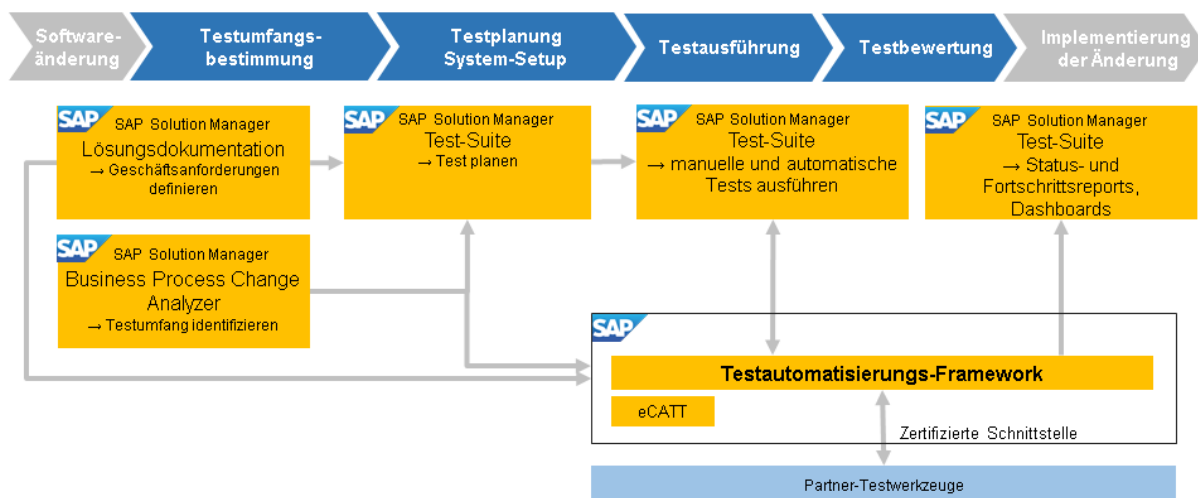 Software-
änderung
Testumfangs-
bestimmung
Testplanung
System-Setup
Testausführung
Testbewertung
Implementierung
der Änderung
SAP
SAP Solution Manager
Lösungsdokumentation
→ Geschäftsanforderungen
definieren
SAP
SAP Solution Manager
Test-Suite
→ Test planen
SAP
SAP Solution Manager
Test-Suite
→ manuelle und automatische
Tests ausführen
SAP
SAP Solution Manager
Test-Suite
→ Status- und
Fortschrittsreports,
Dashboards
SAP
SAP Solution Manager
Business Process Change
Analyzer
→ Testumfang identifizieren
SAP
Testautomatisierungs-Framework
eCATT
Zertifizierte Schnittstelle
Partner-Testwerkzeuge